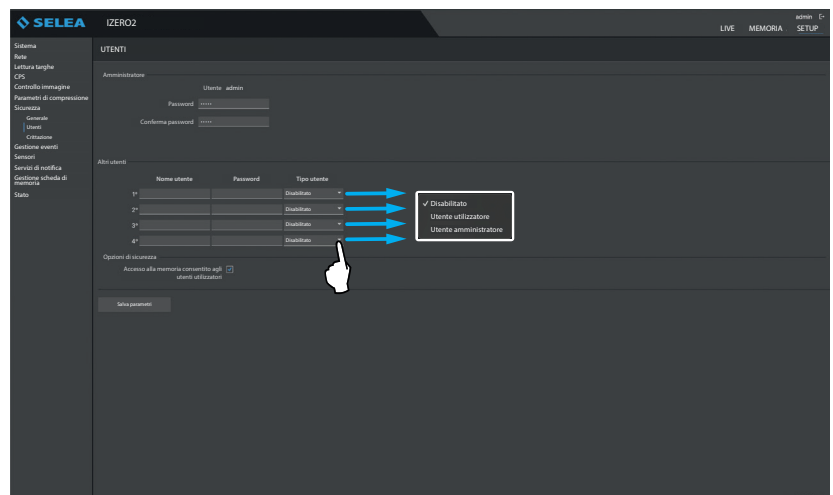 SELEA
IZERO2
admin
LIVE MEMORIA SETUP
Sistema
Rete
Lettura targhe
CPS
Controllo immagine
Parametri di compressione
Sicurezza
Generale
Utenti
Crittazione
Gestione eventi
Sensori
Servizi di notifica
Gestione scheda di
memoria
Stato
UTENTI
Amministratore
Utente admin
Password •••••
Conferma password •••••
Altri utenti
Nome utente Password Tipo utente
1° Disabilitato
2° Disabilitato
3° Disabilitato
4° Disabilitato
✓ Disabilitato
Utente utilizzatore
Utente amministratore
Opzioni di sicurezza
Accesso alla memoria consentito agli
utenti utilizzatori
Salva parametri